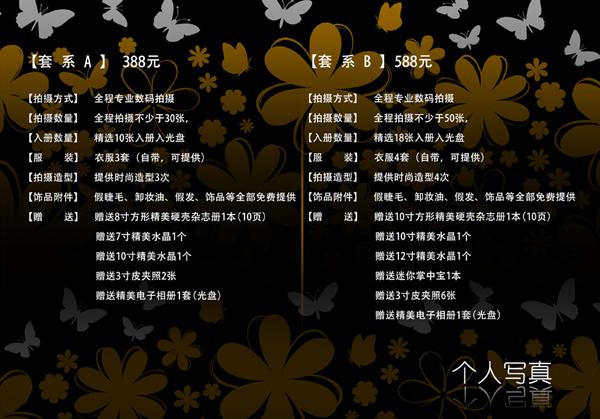 【套 系 A 】 388元
【拍摄方式】 全程专业数码拍摄
【拍摄数量】 全程拍摄不少于30张,
【入册数量】 精选10张入册入光盘
【服 装】 衣服3套（自带，可提供）
【拍摄造型】 提供时尚造型3次
【饰品附件】 假睫毛、卸妆油、假发、饰品等全部免费提供
【赠 送】 赠送8寸方形精美硬壳杂志册1本(10页)
赠送7寸精美水晶1个
赠送10寸精美水晶1个
赠送3寸皮夹照2张
赠送精美电子相册1套(光盘)
【套 系 B 】588元
【拍摄方式】 全程专业数码拍摄
【拍摄数量】 全程拍摄不少于50张,
【入册数量】 精选18张入册入光盘
【服 装】 衣服4套（自带，可提供）
【拍摄造型】 提供时尚造型4次
【饰品附件】 假睫毛、卸妆油、假发、饰品等全部免费提供
【赠 送】 赠送10寸方形精美硬壳杂志册1本(10页)
赠送10寸精美水晶1个
赠送12寸精美水晶1个
赠送迷你掌中宝1本
赠送3寸皮夹照6张
赠送精美电子相册1套(光盘)
个人写真